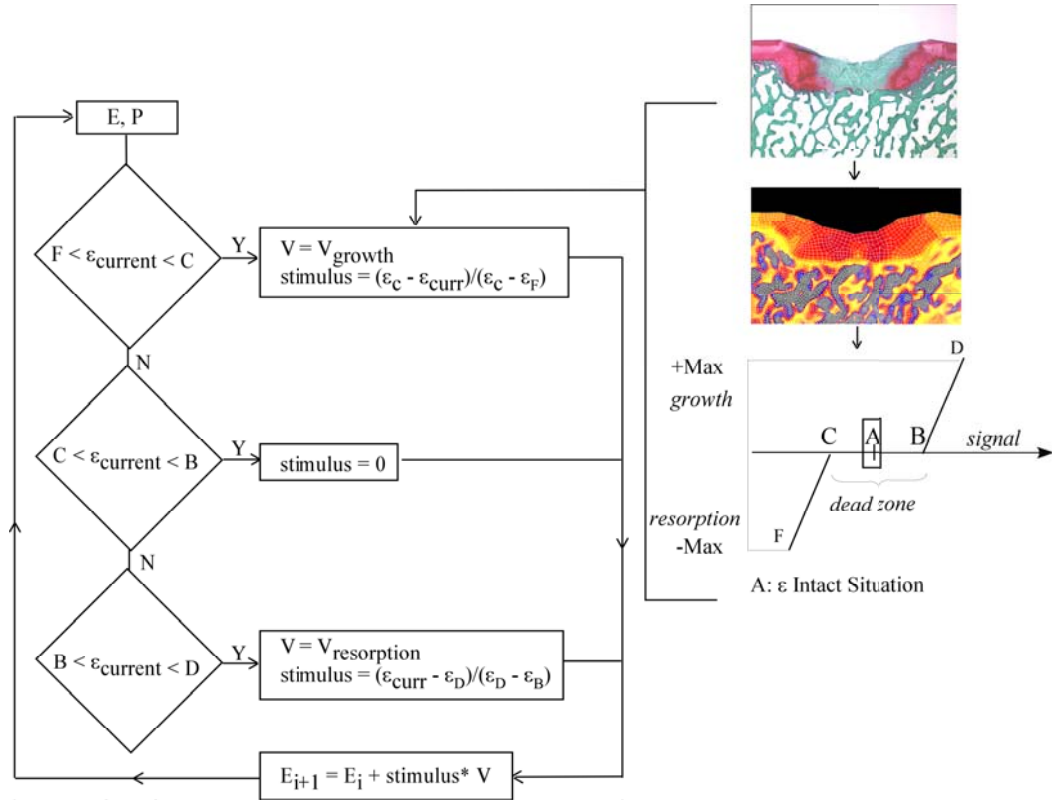 E, P
F < εcurrent < C
Y
V = Vgrowth
stimulus = (εc - εcurr)/(εc - εF)
N
C < εcurrent < B
Y
stimulus = 0
N
B < εcurrent < D
Y
V = Vresorption
stimulus = (εcurr - εD)/(εD - εB)
Ei+1 = Ei + stimulus* V
D
+Max
growth
C
A
B
signal
dead zone
resorption
-Max
F
A: ε Intact Situation